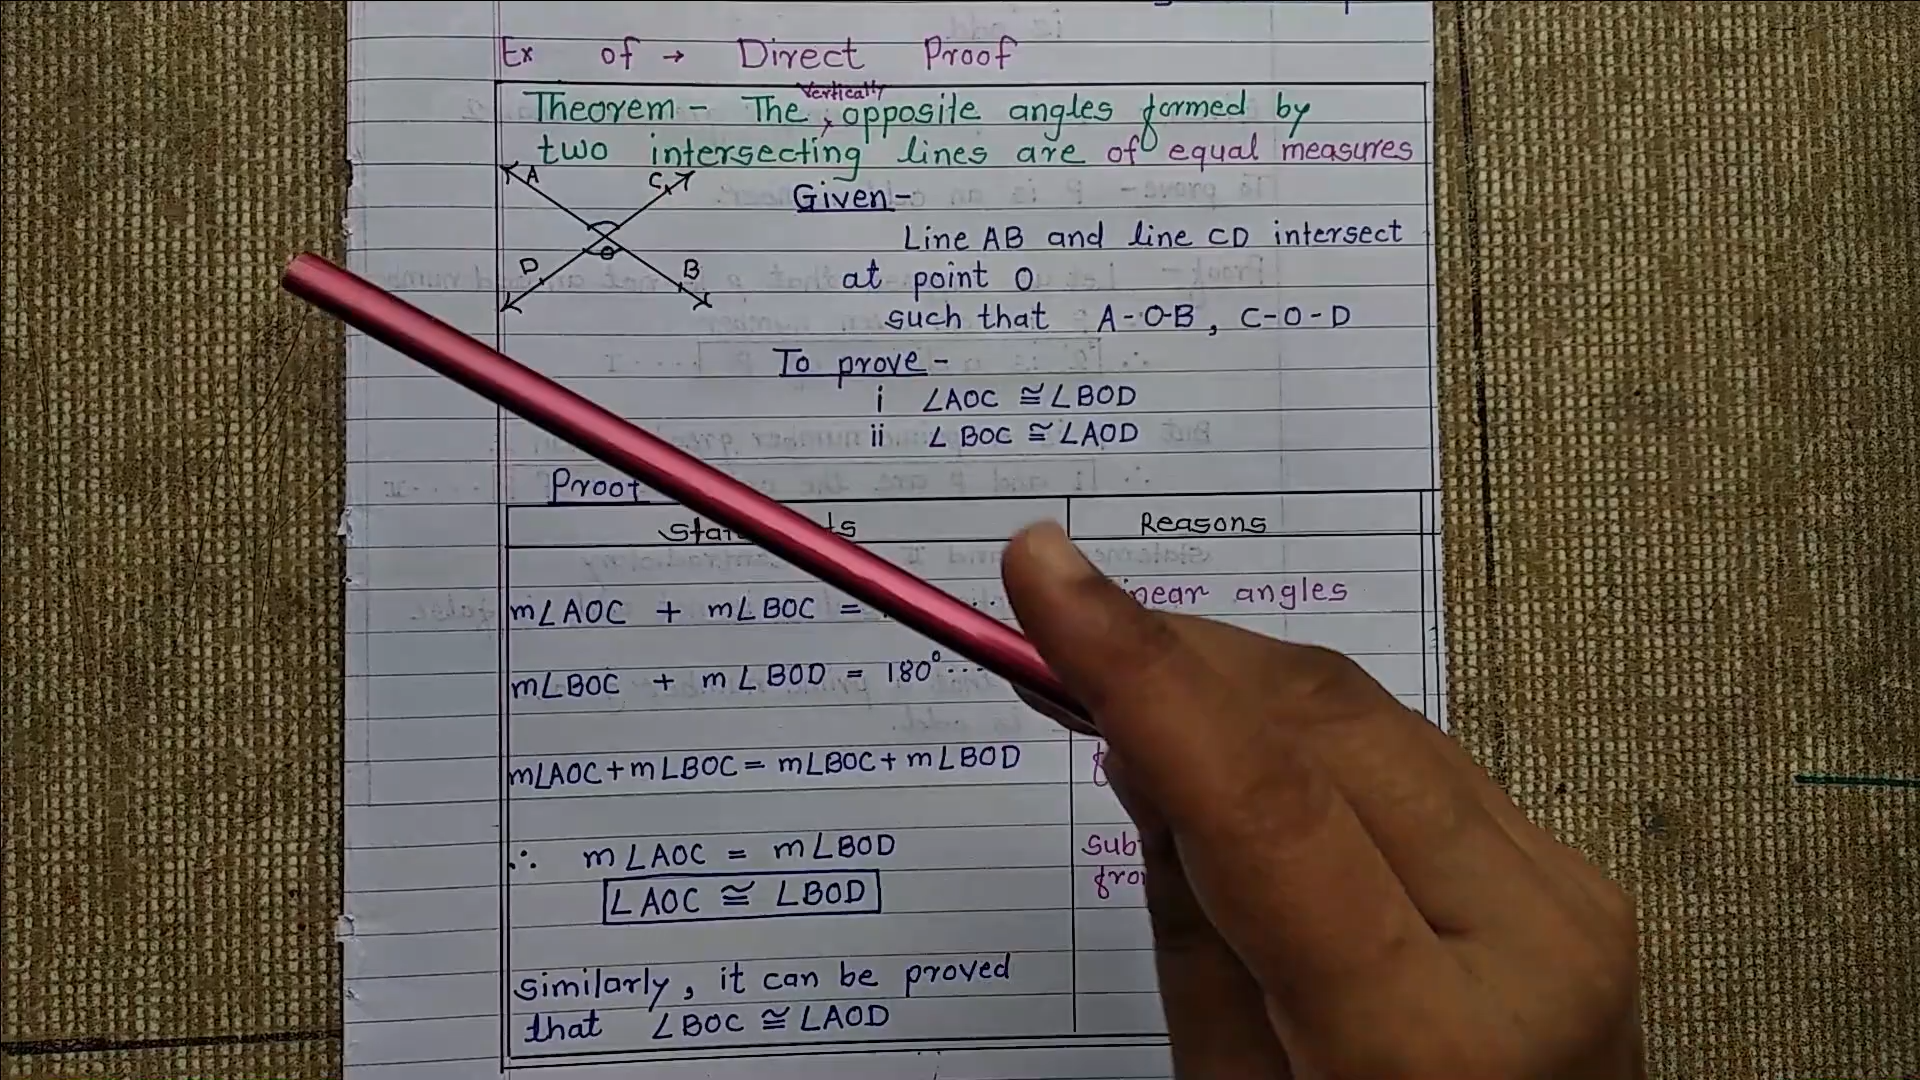 Ex of → Direct Proof
Theorem - The vertically opposite angles formed by
two intersecting lines are of equal measures
A C
D O B
Given-
Line AB and line CD intersect
at point O
such that A-O-B, C-O-D
To prove -
i ∠AOC ≅ ∠BOD
ii ∠BOC ≅ ∠AOD
Proof
Reasons
m∠AOC + m∠BOC =
angles
m∠BOC + m∠BOD = 180°...
m∠AOC + m∠BOC = m∠BOC + m∠BOD
∴ m∠AOC = m∠BOD
∠AOC ≅ ∠BOD
similarly, it can be proved
that ∠BOC ≅ ∠AOD